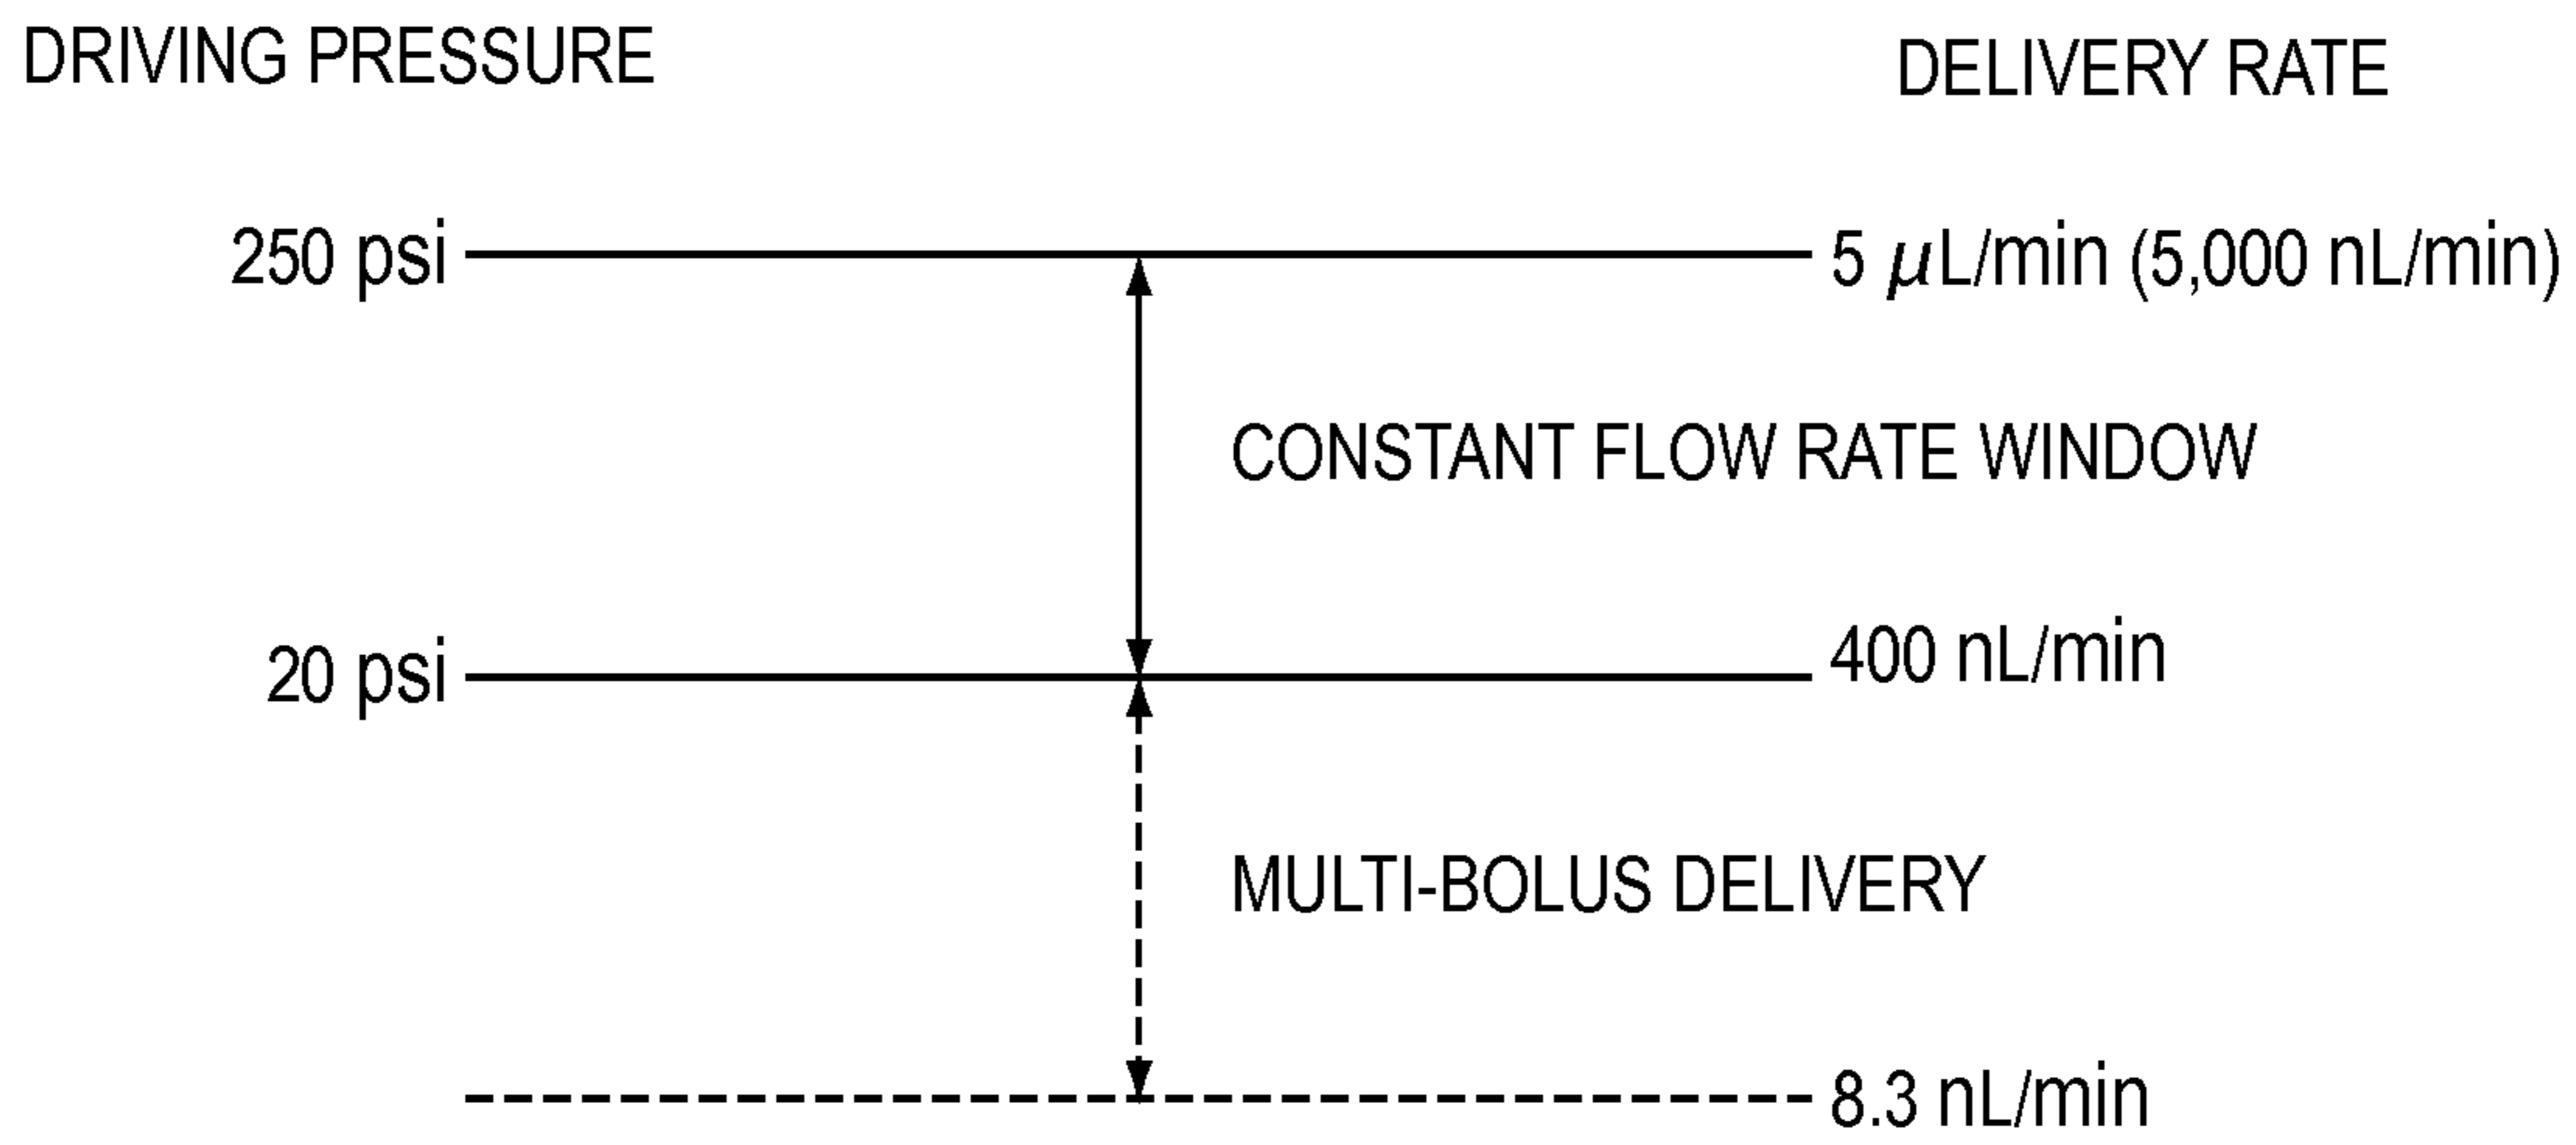 DRIVING PRESSURE
DELIVERY RATE
250 psi
5 μL/min (5,000 nL/min)
CONSTANT FLOW RATE WINDOW
20 psi
400 nL/min
MULTI-BOLUS DELIVERY
8.3 nL/min